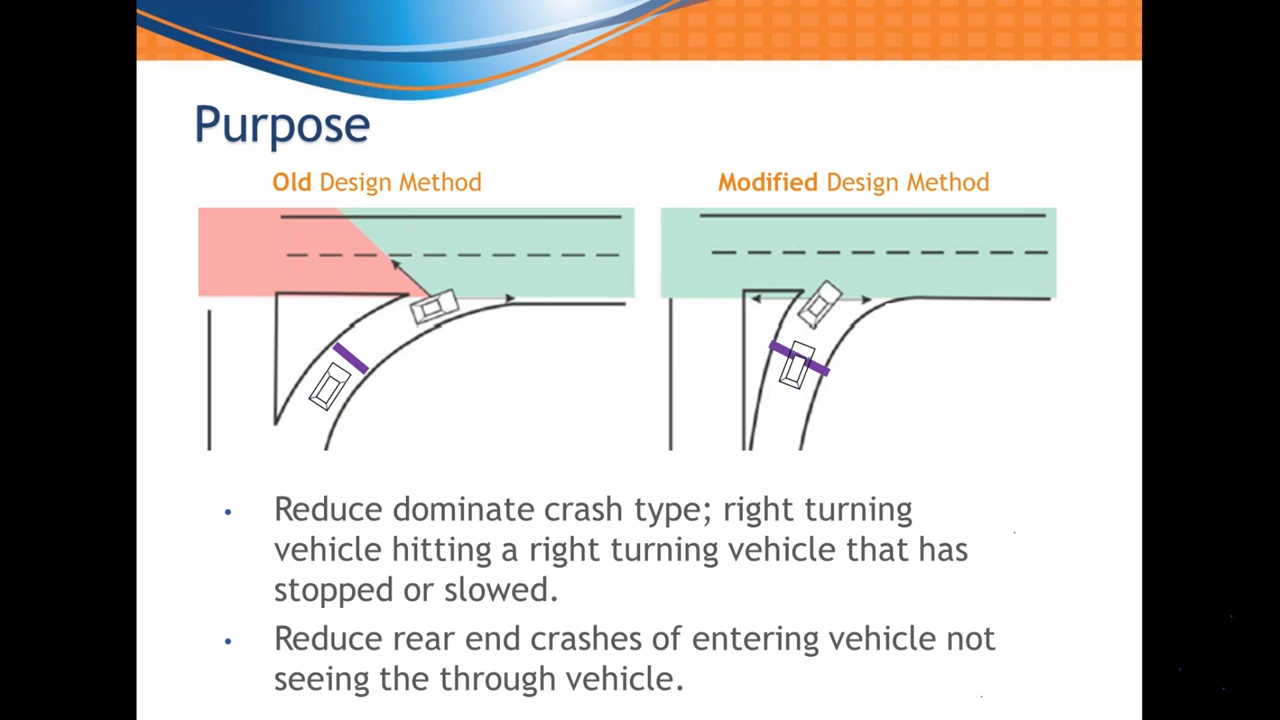 Purpose
Old Design Method
Modified Design Method
• Reduce dominate crash type; right turning
vehicle hitting a right turning vehicle that has
stopped or slowed.
• Reduce rear end crashes of entering vehicle not
seeing the through vehicle.